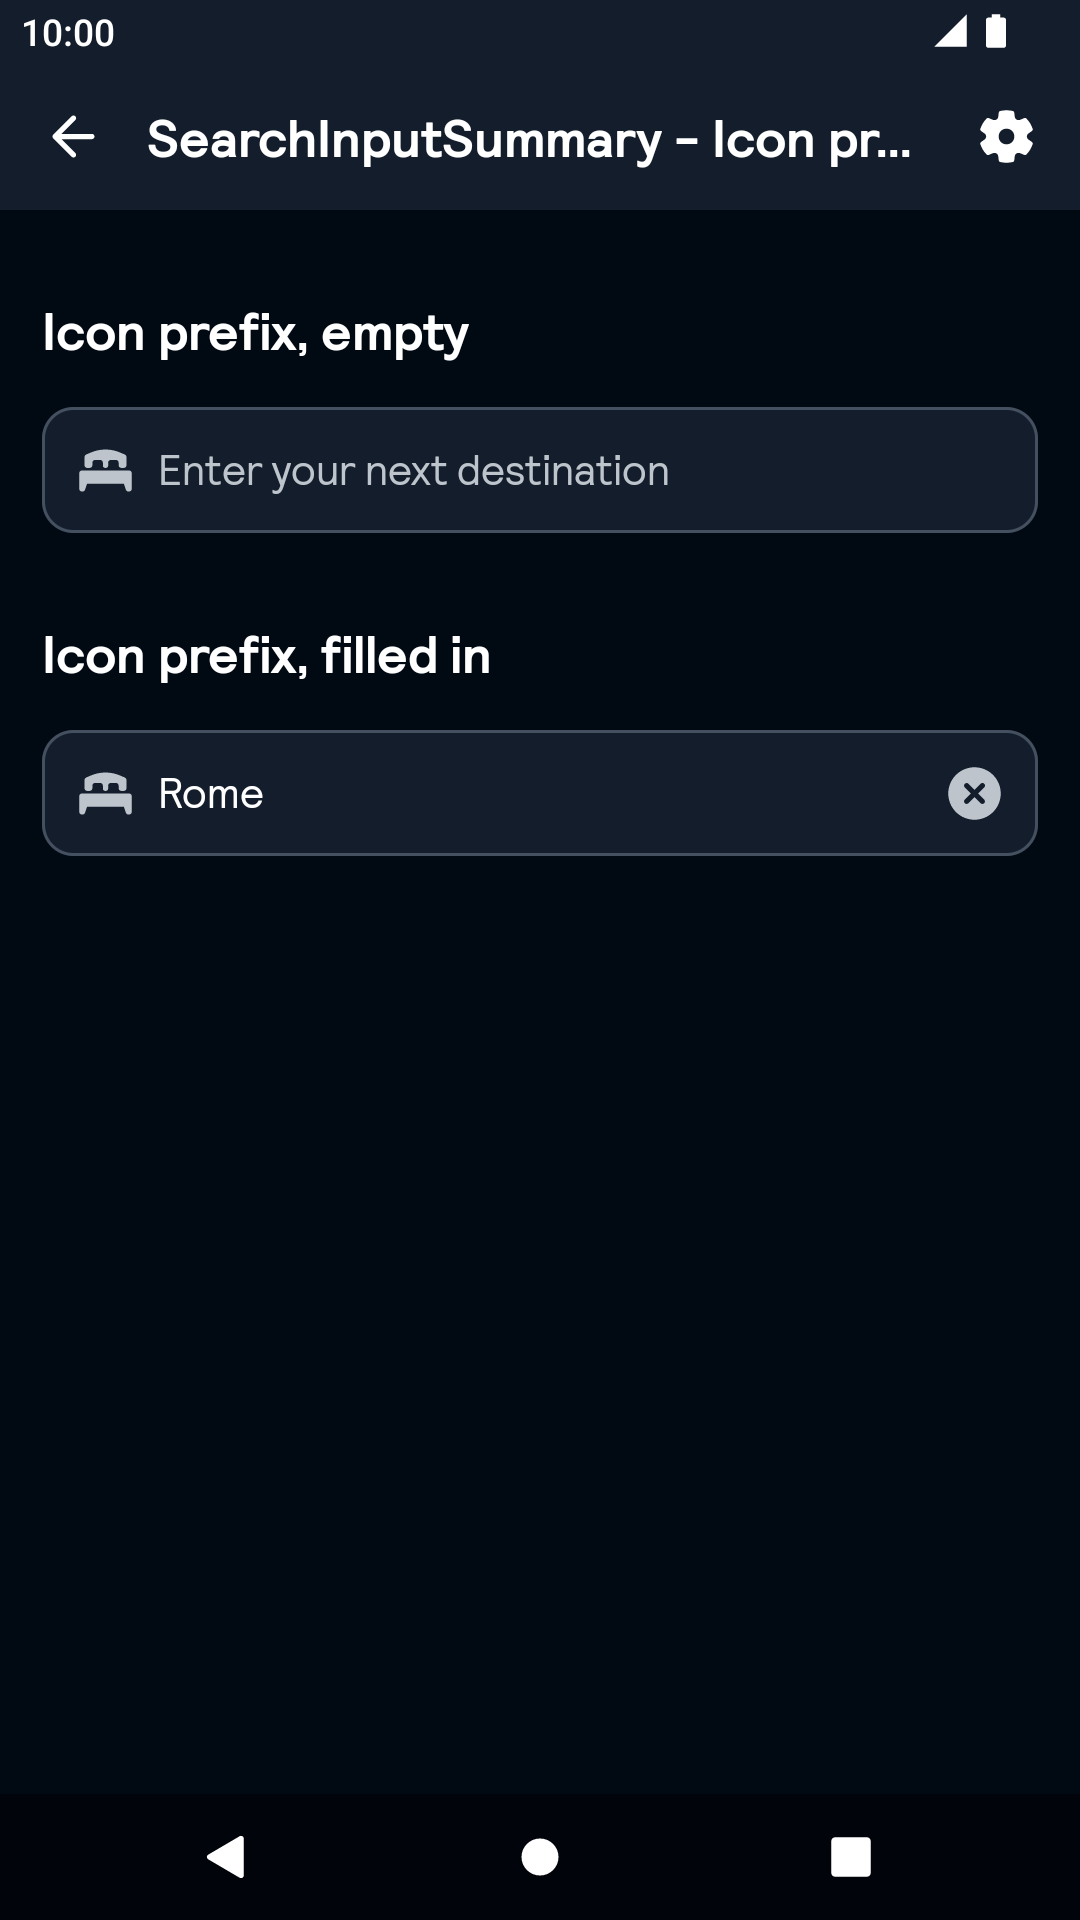 10:00
SearchInputSummary - Icon pr...
Icon prefix, empty
Enter your next destination
Icon prefix, filled in
Rome